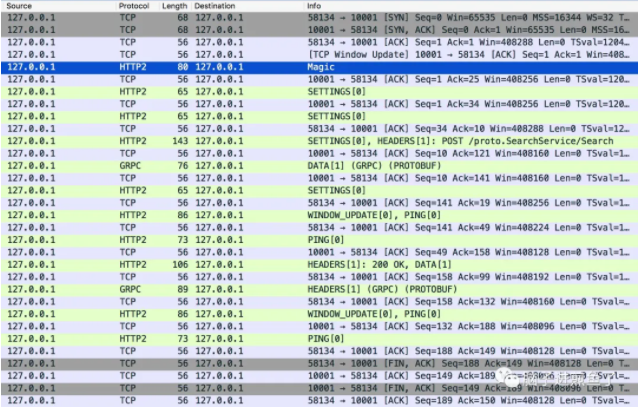 Source Protocol Length Destination Info
127.0.0.1 TCP 68 127.0.0.1 58134 → 10001 [SYN] Seq=0 Win=65535 Len=0 MSS=16344 WS=32 T…
127.0.0.1 TCP 68 127.0.0.1 10001 → 58134 [SYN, ACK] Seq=0 Ack=1 Win=65535 Len=0 MSS=16…
127.0.0.1 TCP 56 127.0.0.1 58134 → 10001 [ACK] Seq=1 Ack=1 Win=408288 Len=0 TSval=1204…
127.0.0.1 TCP 56 127.0.0.1 [TCP Window Update] 10001 → 58134 [ACK] Seq=1 Ack=1 Win=408…
127.0.0.1 HTTP2 80 127.0.0.1 Magic
127.0.0.1 TCP 56 127.0.0.1 10001 → 58134 [ACK] Seq=1 Ack=25 Win=408256 Len=0 TSval=120…
127.0.0.1 HTTP2 65 127.0.0.1 SETTINGS[0]
127.0.0.1 TCP 56 127.0.0.1 10001 → 58134 [ACK] Seq=1 Ack=34 Win=408256 Len=0 TSval=120…
127.0.0.1 HTTP2 65 127.0.0.1 SETTINGS[0]
127.0.0.1 TCP 56 127.0.0.1 58134 → 10001 [ACK] Seq=34 Ack=10 Win=408288 Len=0 TSval=12…
127.0.0.1 HTTP2 143 127.0.0.1 SETTINGS[0], HEADERS[1]: POST /proto.SearchService/Search
127.0.0.1 TCP 56 127.0.0.1 10001 → 58134 [ACK] Seq=10 Ack=121 Win=408160 Len=0 TSval=1…
127.0.0.1 GRPC 76 127.0.0.1 DATA[1] (GRPC) (PROTOBUF)
127.0.0.1 TCP 56 127.0.0.1 10001 → 58134 [ACK] Seq=10 Ack=141 Win=408160 Len=0 TSval=1…
127.0.0.1 HTTP2 65 127.0.0.1 SETTINGS[0]
127.0.0.1 TCP 56 127.0.0.1 58134 → 10001 [ACK] Seq=141 Ack=19 Win=408256 Len=0 TSval=1…
127.0.0.1 HTTP2 86 127.0.0.1 WINDOW_UPDATE[0], PING[0]
127.0.0.1 TCP 56 127.0.0.1 58134 → 10001 [ACK] Seq=141 Ack=49 Win=408224 Len=0 TSval=1…
127.0.0.1 HTTP2 73 127.0.0.1 PING[0]
127.0.0.1 TCP 56 127.0.0.1 10001 → 58134 [ACK] Seq=49 Ack=158 Win=408128 Len=0 TSval=1…
127.0.0.1 HTTP2 106 127.0.0.1 HEADERS[1]: 200 OK, DATA[1]
127.0.0.1 TCP 56 127.0.0.1 58134 → 10001 [ACK] Seq=158 Ack=99 Win=408192 Len=0 TSval=1…
127.0.0.1 GRPC 89 127.0.0.1 HEADERS[1] (GRPC) (PROTOBUF)
127.0.0.1 TCP 56 127.0.0.1 58134 → 10001 [ACK] Seq=158 Ack=132 Win=408160 Len=0 TSval=…
127.0.0.1 HTTP2 86 127.0.0.1 WINDOW_UPDATE[0], PING[0]
127.0.0.1 TCP 56 127.0.0.1 10001 → 58134 [ACK] Seq=132 Ack=188 Win=408096 Len=0 TSval=…
127.0.0.1 HTTP2 73 127.0.0.1 PING[0]
127.0.0.1 TCP 56 127.0.0.1 58134 → 10001 [ACK] Seq=188 Ack=149 Win=408128 Len=0 TSval=…
127.0.0.1 TCP 56 127.0.0.1 58134 → 10001 [FIN, ACK] Seq=188 Ack=149 Win=408128 Len=0 T…
127.0.0.1 TCP 56 127.0.0.1 10001 → 58134 [ACK] Seq=149 Ack=189 Len=0 TSval=…
127.0.0.1 TCP 56 127.0.0.1 10001 → 58134 [FIN, ACK] Seq=149 Ack=189 Win=408096 Len=0 T…
127.0.0.1 TCP 56 127.0.0.1 58134 → 10001 [ACK] Seq=189 Ack=150 Win=408128 Len=0 TSval=…